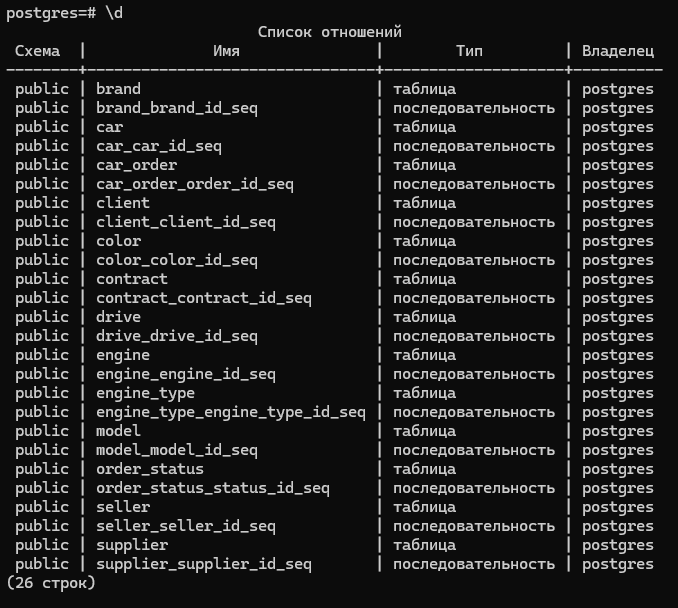 postgres=# \d
                            Список отношений
 Схема  |              Имя               |        Тип         | Владелец
--------+--------------------------------+--------------------+----------
 public | brand                          | таблица            | postgres
 public | brand_brand_id_seq             | последовательность | postgres
 public | car                            | таблица            | postgres
 public | car_car_id_seq                 | последовательность | postgres
 public | car_order                      | таблица            | postgres
 public | car_order_order_id_seq         | последовательность | postgres
 public | client                         | таблица            | postgres
 public | client_client_id_seq           | последовательность | postgres
 public | color                          | таблица            | postgres
 public | color_color_id_seq             | последовательность | postgres
 public | contract                       | таблица            | postgres
 public | contract_contract_id_seq       | последовательность | postgres
 public | drive                          | таблица            | postgres
 public | drive_drive_id_seq             | последовательность | postgres
 public | engine                         | таблица            | postgres
 public | engine_engine_id_seq           | последовательность | postgres
 public | engine_type                    | таблица            | postgres
 public | engine_type_engine_type_id_seq | последовательность | postgres
 public | model                          | таблица            | postgres
 public | model_model_id_seq             | последовательность | postgres
 public | order_status                   | таблица            | postgres
 public | order_status_status_id_seq     | последовательность | postgres
 public | seller                         | таблица            | postgres
 public | seller_seller_id_seq           | последовательность | postgres
 public | supplier                       | таблица            | postgres
 public | supplier_supplier_id_seq       | последовательность | postgres
(26 строк)